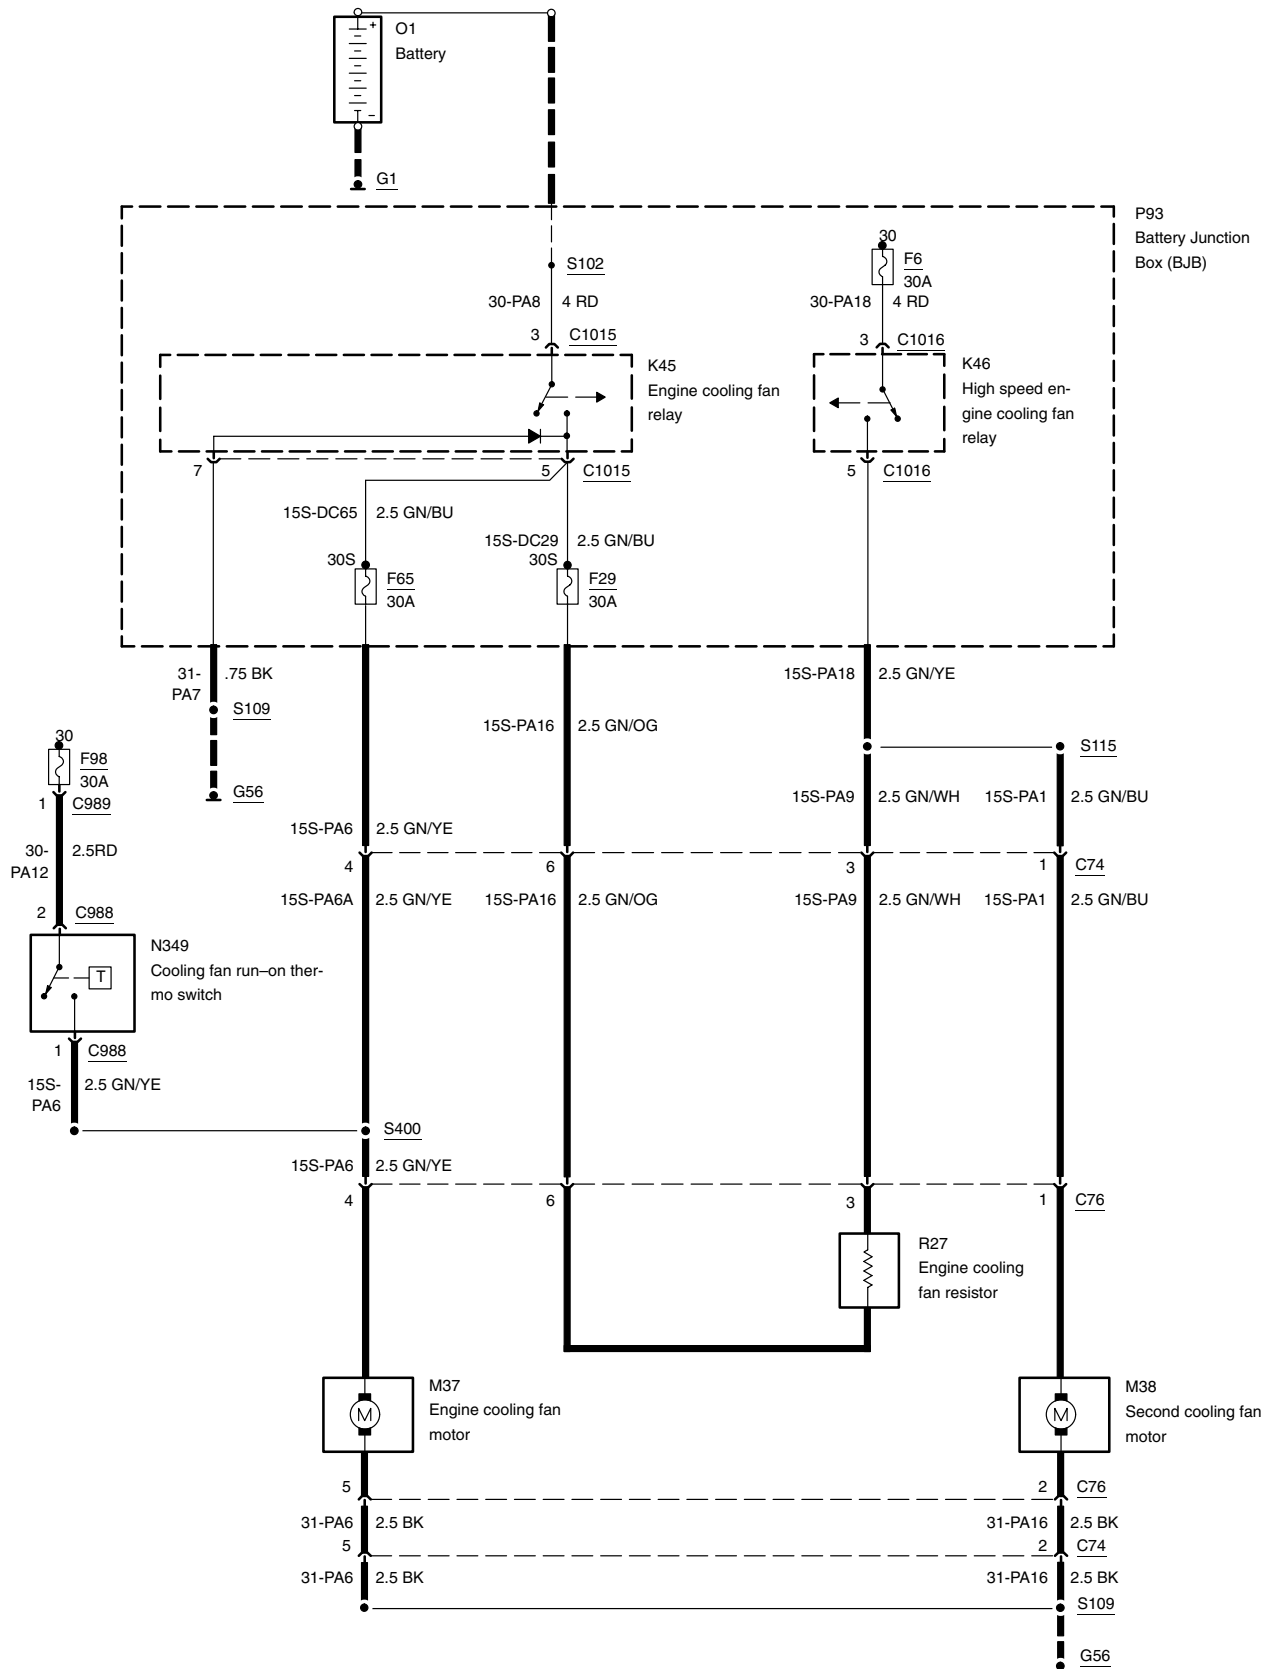 +
O1
Battery
–
G1
P93
Battery Junction
Box (BJB)
30
F6
30A
S102
30-PA8 4 RD
30-PA18 4 RD
3 C1015
3 C1016
K45
Engine cooling fan
relay
K46
High speed en-
gine cooling fan
relay
7
5 C1015
5 C1016
15S-DC65 2.5 GN/BU
15S-DC29 2.5 GN/BU
30S
F65
30A
30S
F29
30A
31-
PA7
.75 BK
S109
G56
15S-PA18 2.5 GN/YE
15S-PA16 2.5 GN/OG
S115
30
F98
30A
1 C989
30-
PA12
2.5RD
2 C988
15S-PA9 2.5 GN/WH
15S-PA1 2.5 GN/BU
15S-PA6 2.5 GN/YE
4
6
3
1 C74
15S-PA6A 2.5 GN/YE
15S-PA16 2.5 GN/OG
15S-PA9 2.5 GN/WH
15S-PA1 2.5 GN/BU
N349
Cooling fan run–on ther-
mo switch
T
1 C988
15S-
PA6
2.5 GN/YE
S400
15S-PA6 2.5 GN/YE
4
6
3
1 C76
R27
Engine cooling
fan resistor
M37
Engine cooling fan
motor
M
M38
Second cooling fan
motor
M
5
2 C76
31-PA6 2.5 BK
31-PA16 2.5 BK
5
2 C74
31-PA6 2.5 BK
31-PA16 2.5 BK
S109
G56